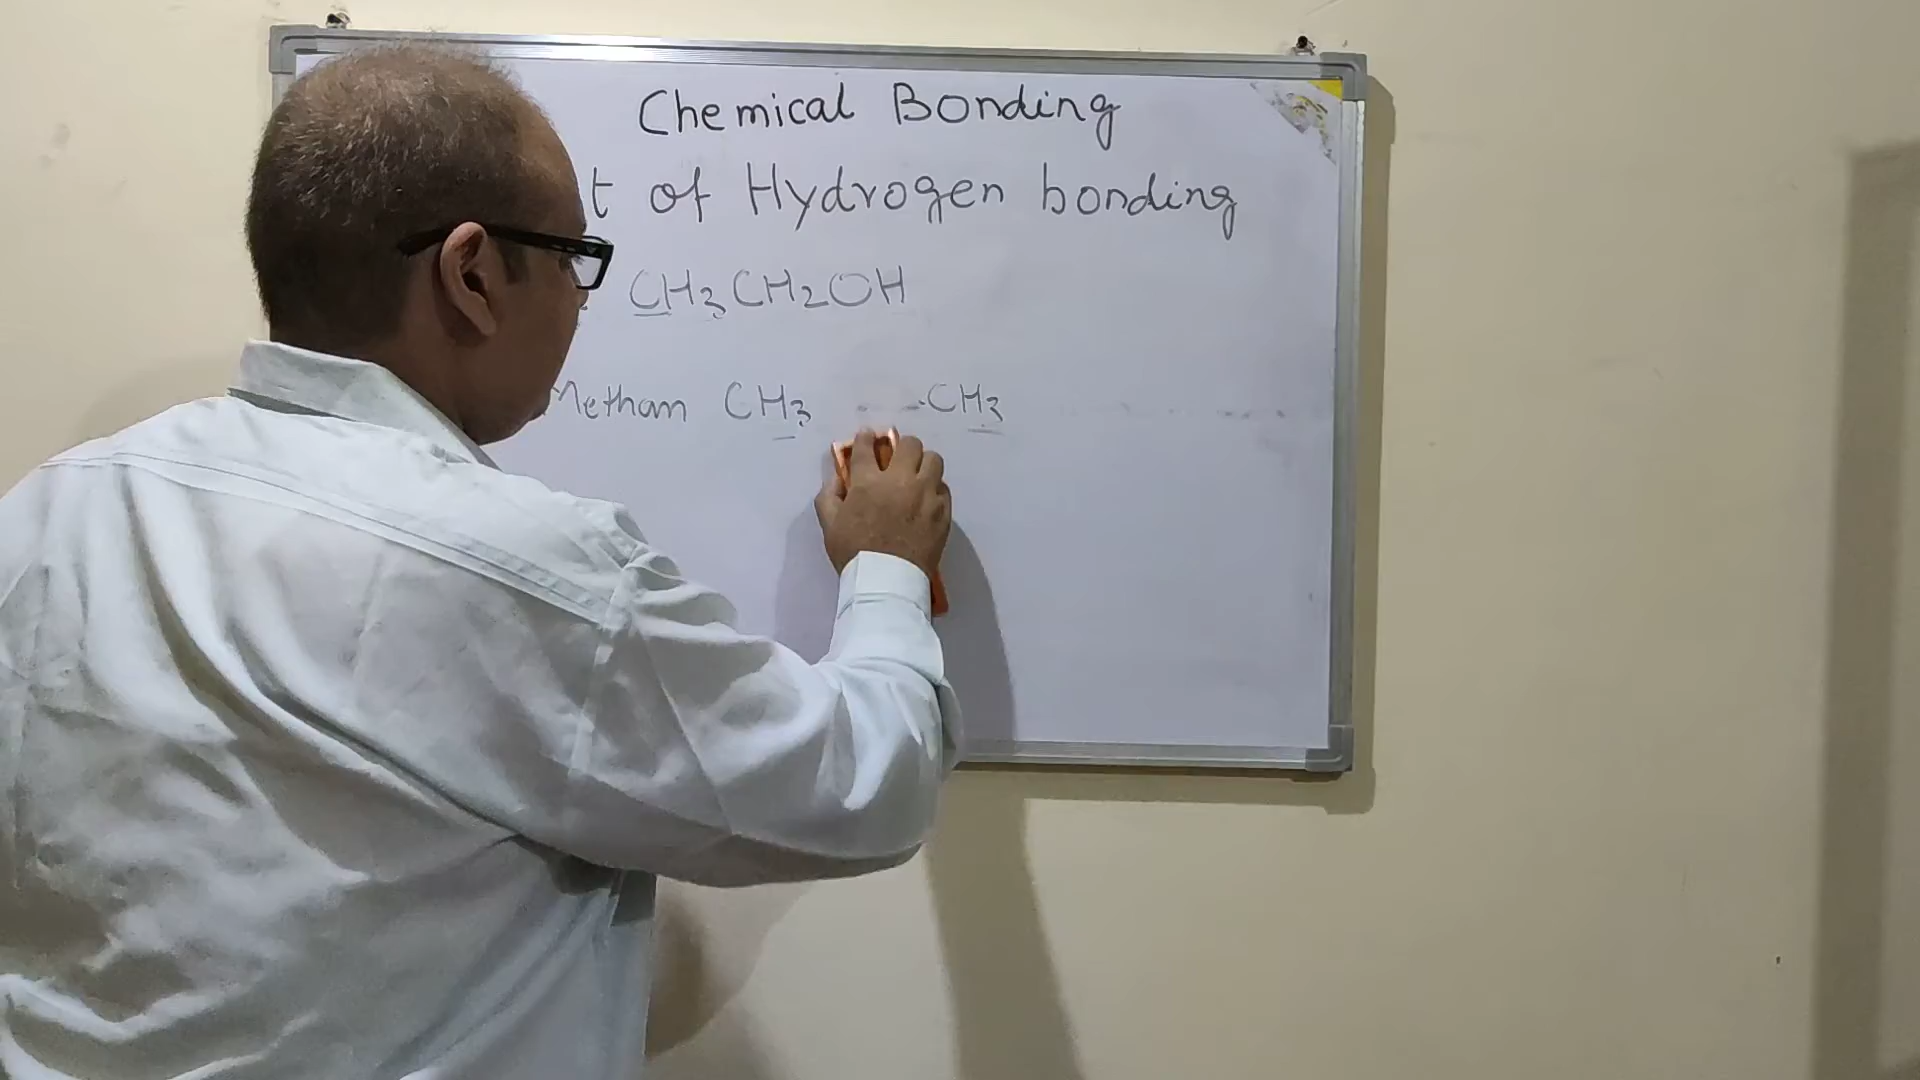 Chemical Bonding
t of Hydrogen bonding
CH3CH2OH
Methan CH3 CH3